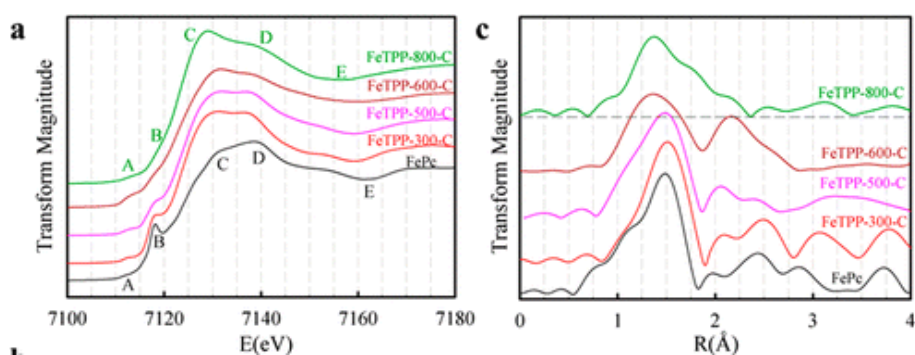 a
Transform Magnitude
C
D
E
B
A
FeTPP-800-C
FeTPP-600-C
FeTPP-500-C
FeTPP-300-C
FePc
C
D
E
B
A
7100 7120 7140 7160 7180
E(eV)
c
Transform Magnitude
FeTPP-800-C
FeTPP-600-C
FeTPP-500-C
FeTPP-300-C
FePc
0 1 2 3 4
R(Å)